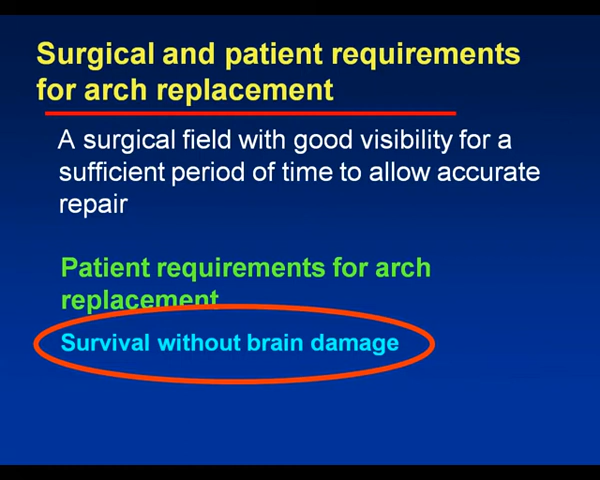 Surgical and patient requirements
for arch replacement
A surgical field with good visibility for a
sufficient period of time to allow accurate
repair
Patient requirements for arch
replacement
Survival without brain damage